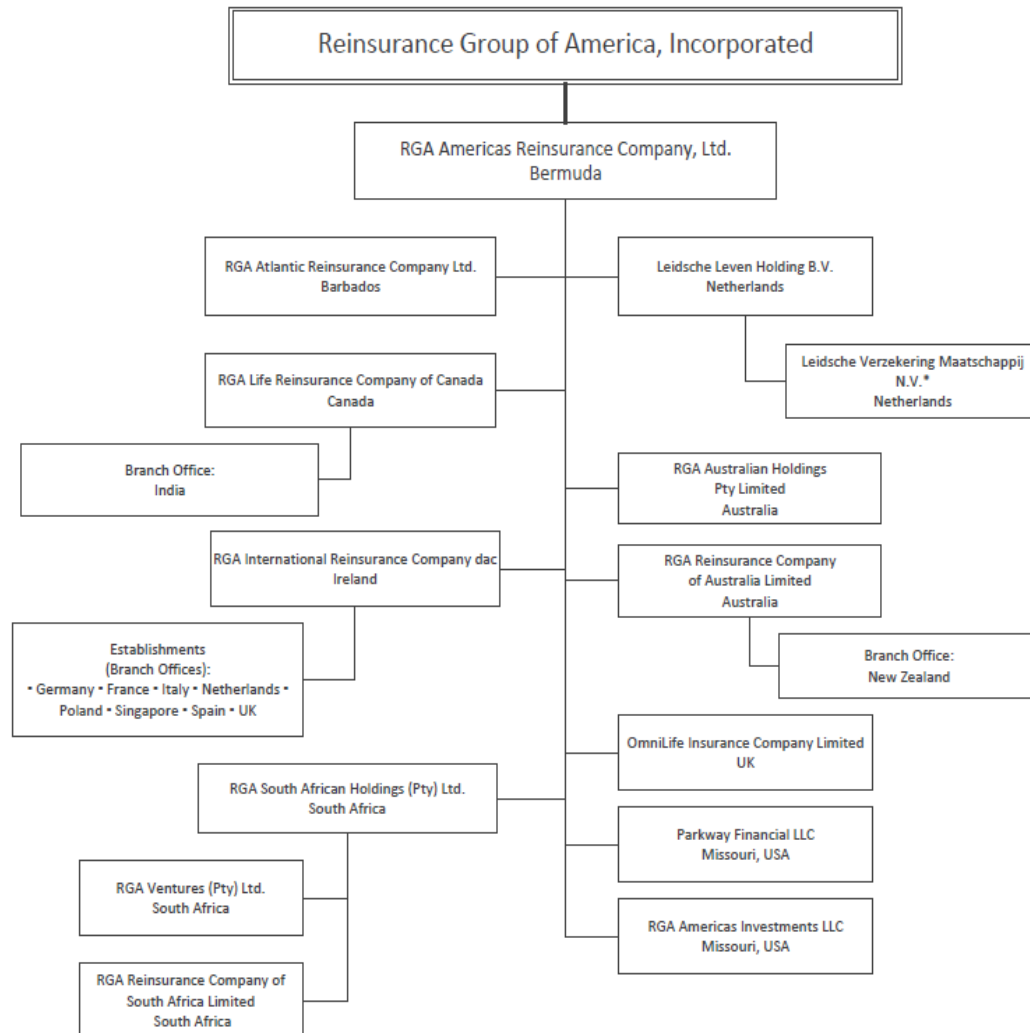 Reinsurance Group of America, Incorporated
RGA Americas Reinsurance Company, Ltd.
Bermuda
RGA Atlantic Reinsurance Company Ltd.
Barbados
Leidsche Leven Holding B.V.
Netherlands
Leidsche Verzekering Maatschappij
N.V.*
Netherlands
RGA Life Reinsurance Company of Canada
Canada
Branch Office:
India
RGA Australian Holdings
Pty Limited
Australia
RGA International Reinsurance Company dac
Ireland
RGA Reinsurance Company
of Australia Limited
Australia
Establishments
(Branch Offices):
▪ Germany ▪ France ▪ Italy ▪ Netherlands ▪
Poland ▪ Singapore ▪ Spain ▪ UK
Branch Office:
New Zealand
OmniLife Insurance Company Limited
UK
RGA South African Holdings (Pty) Ltd.
South Africa
Parkway Financial LLC
Missouri, USA
RGA Ventures (Pty) Ltd.
South Africa
RGA Americas Investments LLC
Missouri, USA
RGA Reinsurance Company of
South Africa Limited
South Africa